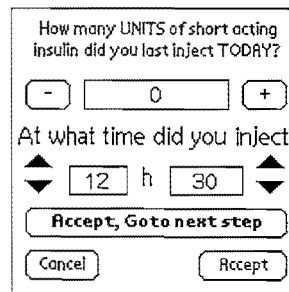 How many UNITS of short acting
insulin did you last inject TODAY?
- 0 +
At what time did you inject
12 h 30
Accept, Goto next step
Cancel Accept